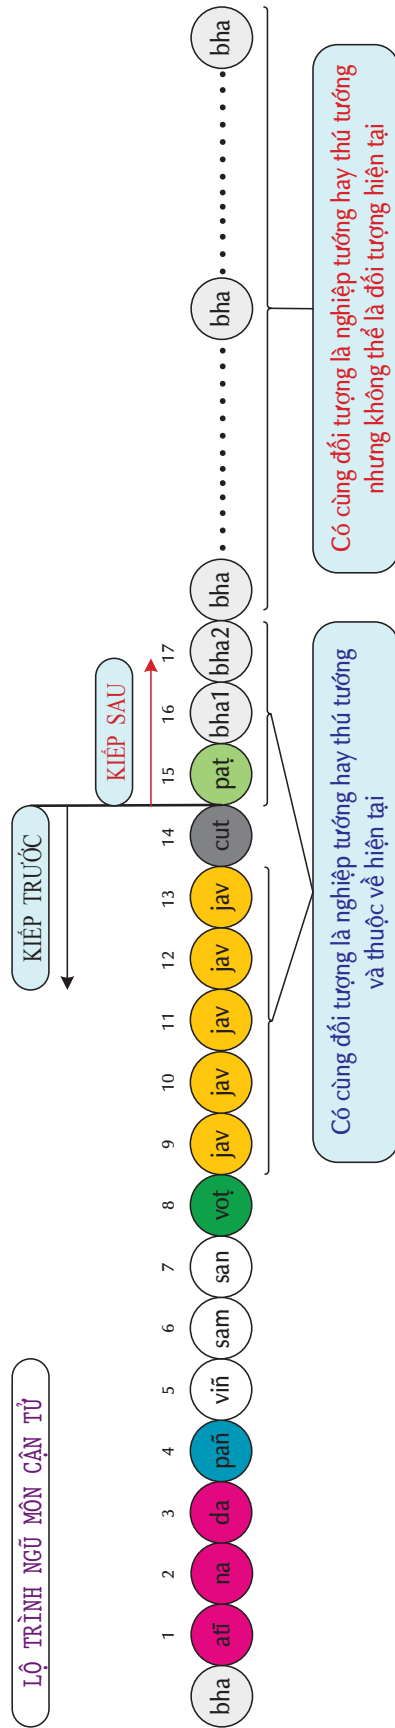 LỘ TRÌNH NGŨ MÔN CẬN TỬ
KIẾP TRƯỚC
KIẾP SAU
1 2 3 4 5 6 7 8 9 10 11 12 13 14 15 16 17
bha atī na da pañ viñ sam san voṭ jav jav jav jav jav cut paṭ bha1 bha2 bha bha bha
Có cùng đối tượng là nghiệp tướng hay thú tướng
và thuộc về hiện tại
Có cùng đối tượng là nghiệp tướng hay thú tướng
nhưng không thể là đối tượng hiện tại